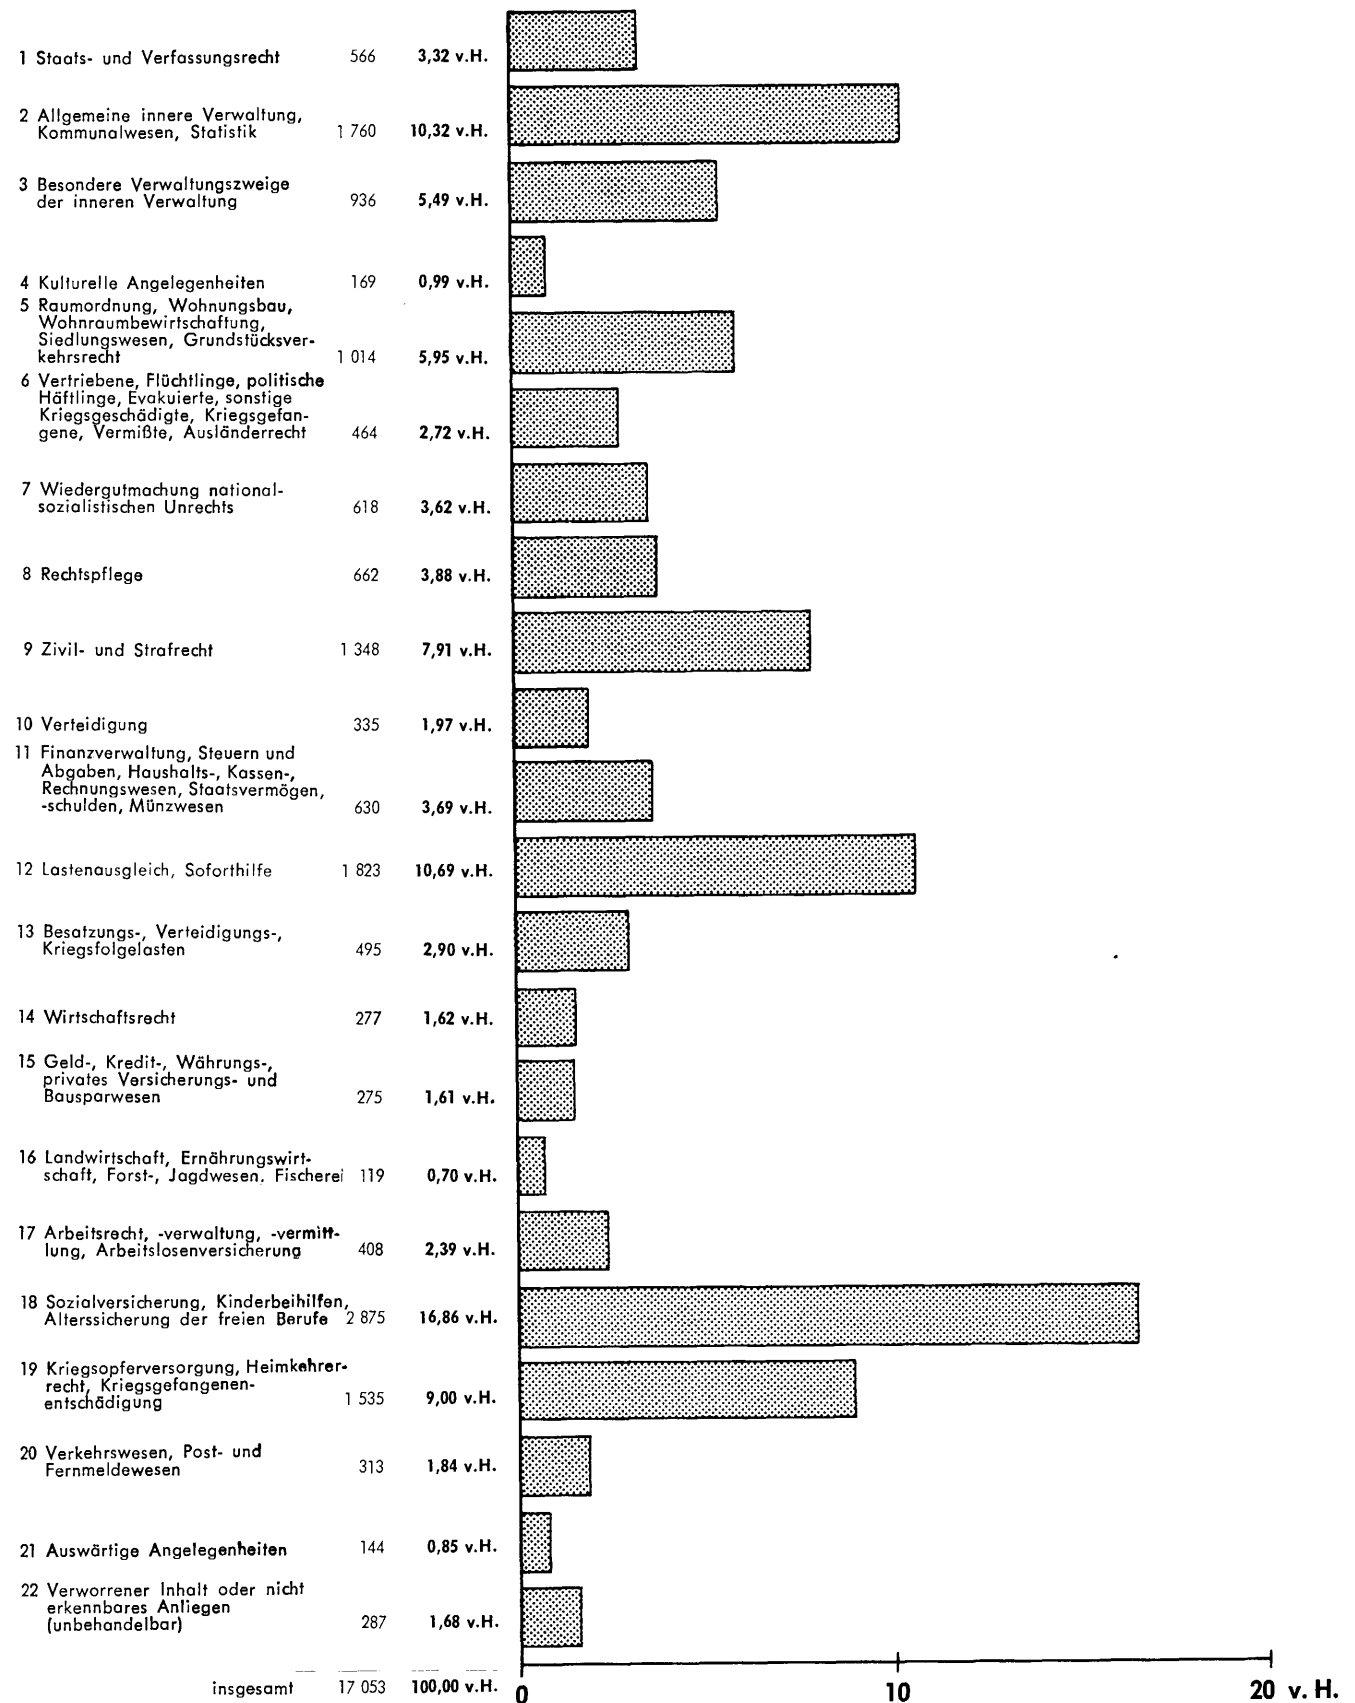 1 Staats- und Verfassungsrecht 566 3,32 v.H.
2 Allgemeine innere Verwaltung,
Kommunalwesen, Statistik 1 760 10,32 v.H.
3 Besondere Verwaltungszweige
der inneren Verwaltung 936 5,49 v.H.
4 Kulturelle Angelegenheiten 169 0,99 v.H.
5 Raumordnung, Wohnungsbau,
Wohnraumbewirtschaftung,
Siedlungswesen, Grundstücksver-
kehrsrecht 1 014 5,95 v.H.
6 Vertriebene, Flüchtlinge, politische
Häftlinge, Evakuierte, sonstige
Kriegsgeschädigte, Kriegsgefan-
gene, Vermißte, Ausländerrecht 464 2,72 v.H.
7 Wiedergutmachung national-
sozialistischen Unrechts 618 3,62 v.H.
8 Rechtspflege 662 3,88 v.H.
9 Zivil- und Strafrecht 1 348 7,91 v.H.
10 Verteidigung 335 1,97 v.H.
11 Finanzverwaltung, Steuern und
Abgaben, Haushalts-, Kassen-,
Rechnungswesen, Staatsvermögen,
-schulden, Münzwesen 630 3,69 v.H.
12 Lastenausgleich, Soforthilfe 1 823 10,69 v.H.
13 Besatzungs-, Verteidigungs-,
Kriegsfolgelasten 495 2,90 v.H.
14 Wirtschaftsrecht 277 1,62 v.H.
15 Geld-, Kredit-, Währungs-,
privates Versicherungs- und
Bausparwesen 275 1,61 v.H.
16 Landwirtschaft, Ernährungswirt-
schaft, Forst-, Jagdwesen. Fischerei 119 0,70 v.H.
17 Arbeitsrecht, -verwaltung, -vermitt-
lung, Arbeitslosenversicherung 408 2,39 v.H.
18 Sozialversicherung, Kinderbeihilfen,
Alterssicherung der freien Berufe 2 875 16,86 v.H.
19 Kriegsopferversorgung, Heimkehrer-
recht, Kriegsgefangenen-
entschädigung 1 535 9,00 v.H.
20 Verkehrswesen, Post- und
Fernmeldewesen 313 1,84 v.H.
21 Auswärtige Angelegenheiten 144 0,85 v.H.
22 Verworrener Inhalt oder nicht
erkennbares Anliegen
(unbehandelbar) 287 1,68 v.H.
insgesamt 17 053 100,00 v.H.
0 10 20 v. H.